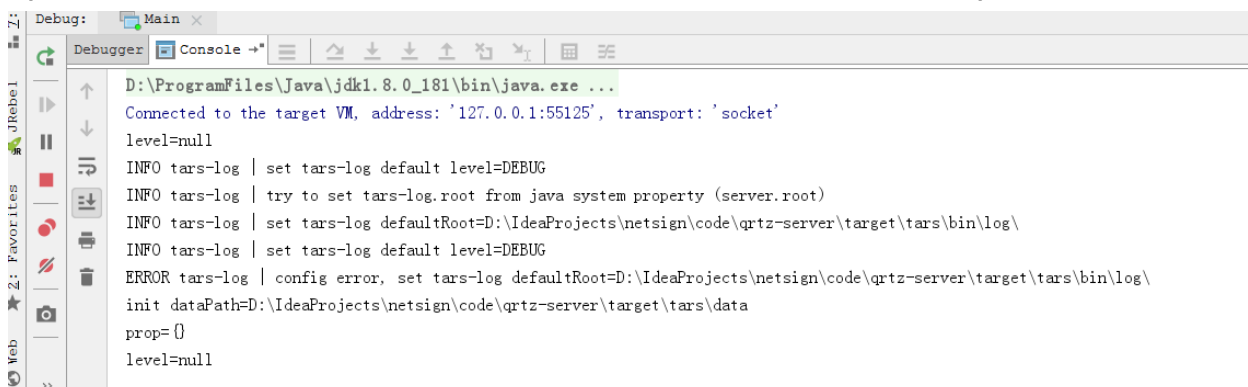 Debug: Main ×
Debugger Console →"
D:\ProgramFiles\Java\jdk1.8.0_181\bin\java.exe ...
Connected to the target VM, address: '127.0.0.1:55125', transport: 'socket'
level=null
INFO tars-log | set tars-log default level=DEBUG
INFO tars-log | try to set tars-log.root from java system property (server.root)
INFO tars-log | set tars-log defaultRoot=D:\IdeaProjects\netsign\code\qrtz-server\target\tars\bin\log\
INFO tars-log | set tars-log default level=DEBUG
ERROR tars-log | config error, set tars-log defaultRoot=D:\IdeaProjects\netsign\code\qrtz-server\target\tars\bin\log\
init dataPath=D:\IdeaProjects\netsign\code\qrtz-server\target\tars\data
prop={}
level=null
Z:
JRebel
JR
2: Favorites
Web
»